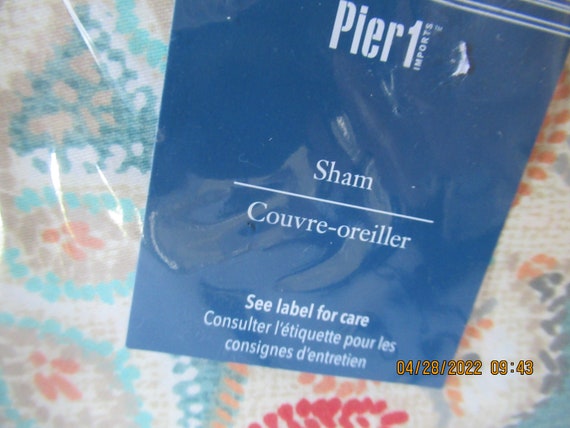 Pier1
IMPORTS™
Sham
Couvre-oreiller
See label for care
Consulter l'étiquette pour les
consignes d'entretien
04/28/2022 09:43